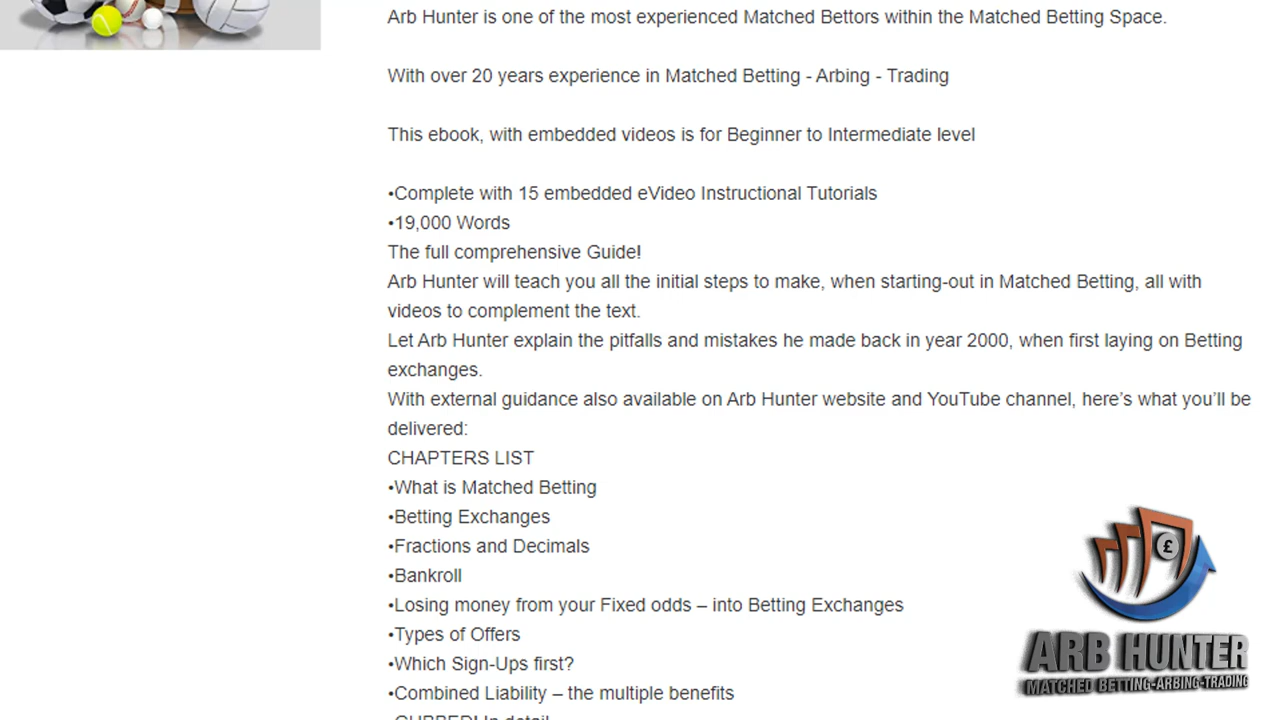 Arb Hunter is one of the most experienced Matched Bettors within the Matched Betting Space.
With over 20 years experience in Matched Betting - Arbing - Trading
This ebook, with embedded videos is for Beginner to Intermediate level
•Complete with 15 embedded eVideo Instructional Tutorials
•19,000 Words
The full comprehensive Guide!
Arb Hunter will teach you all the initial steps to make, when starting-out in Matched Betting, all with
videos to complement the text.
Let Arb Hunter explain the pitfalls and mistakes he made back in year 2000, when first laying on Betting
exchanges.
With external guidance also available on Arb Hunter website and YouTube channel, here’s what you’ll be
delivered:
CHAPTERS LIST
•What is Matched Betting
•Betting Exchanges
•Fractions and Decimals
•Bankroll
•Losing money from your Fixed odds – into Betting Exchanges
•Types of Offers
•Which Sign-Ups first?
•Combined Liability – the multiple benefits
£
ARB HUNTER
MATCHED BETTING-ARBING-TRADING